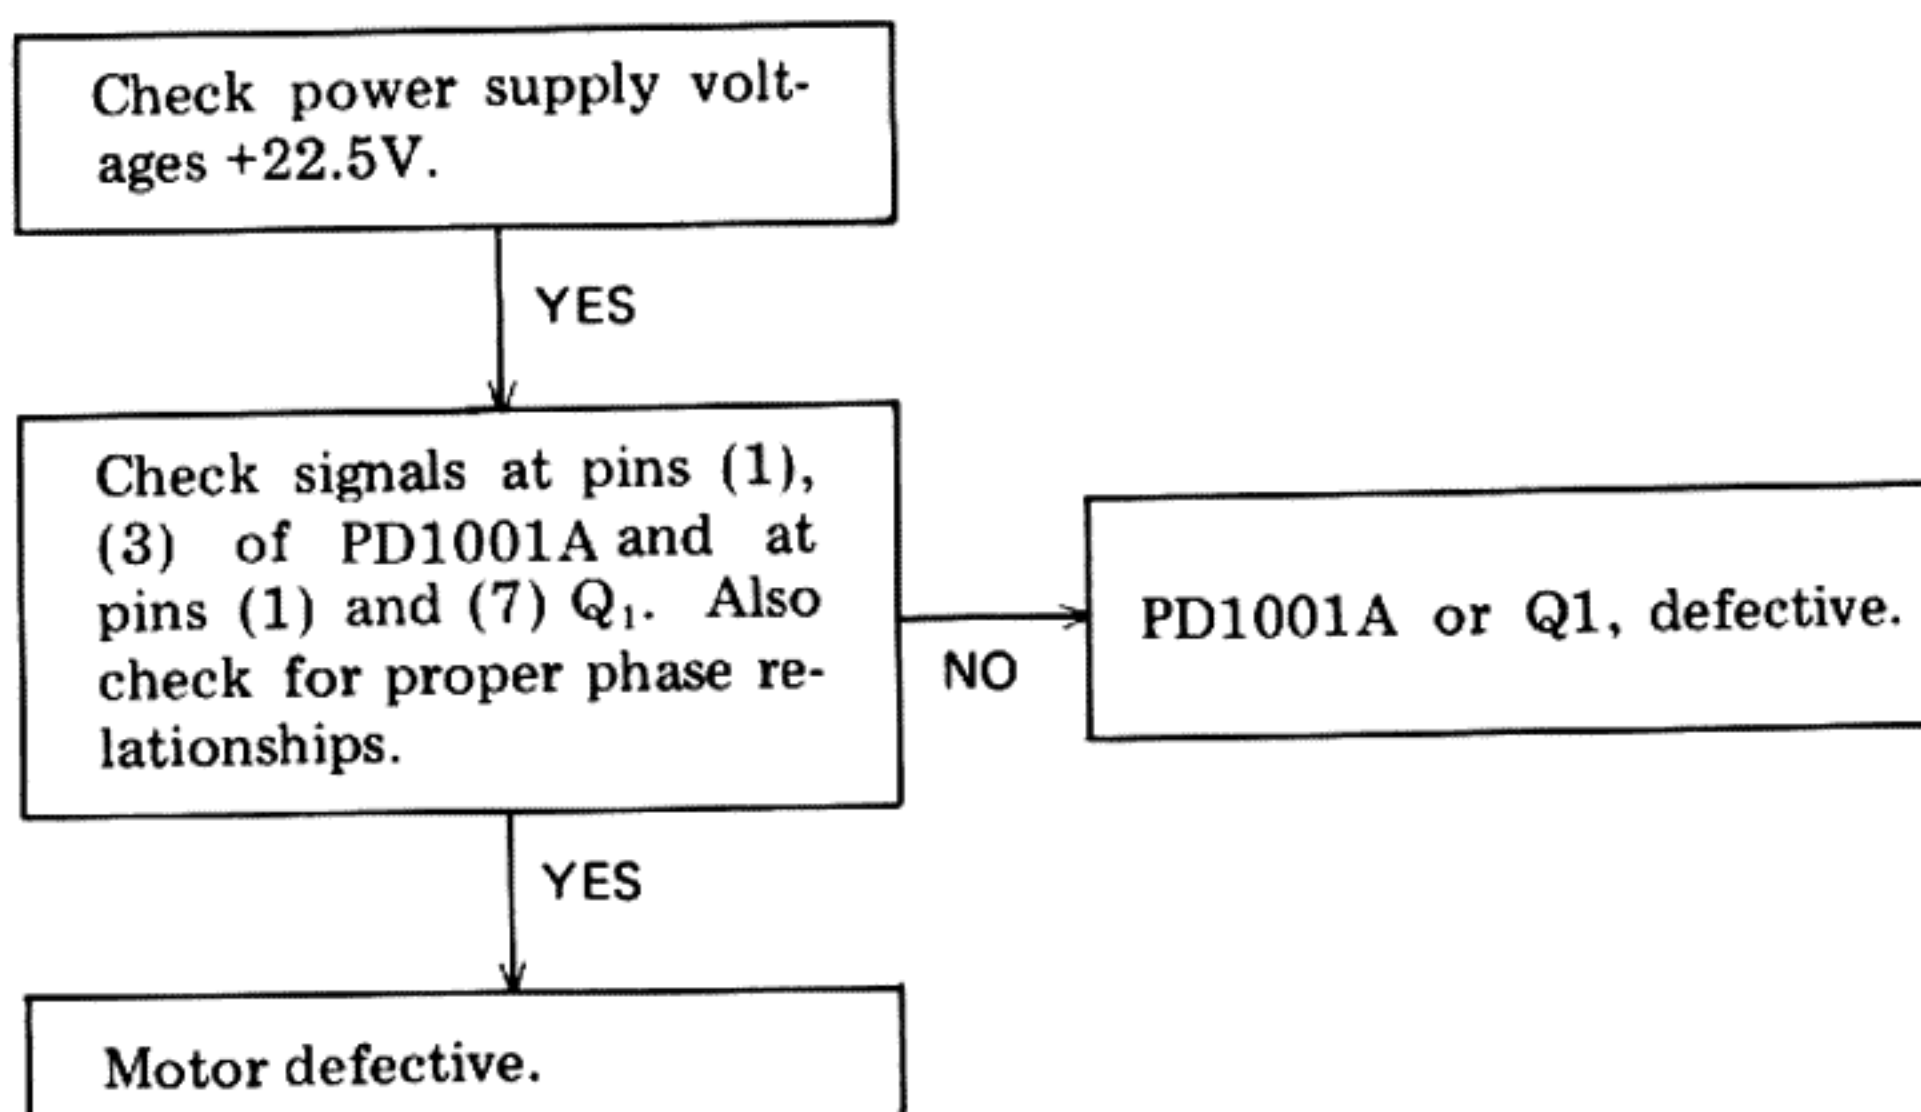 Check power supply volt-
ages +22.5V.
YES
Check signals at pins (1),
(3) of PD1001A and at
pins (1) and (7) Q₁. Also
check for proper phase re-
lationships.
NO
PD1001A or Q1, defective.
YES
Motor defective.